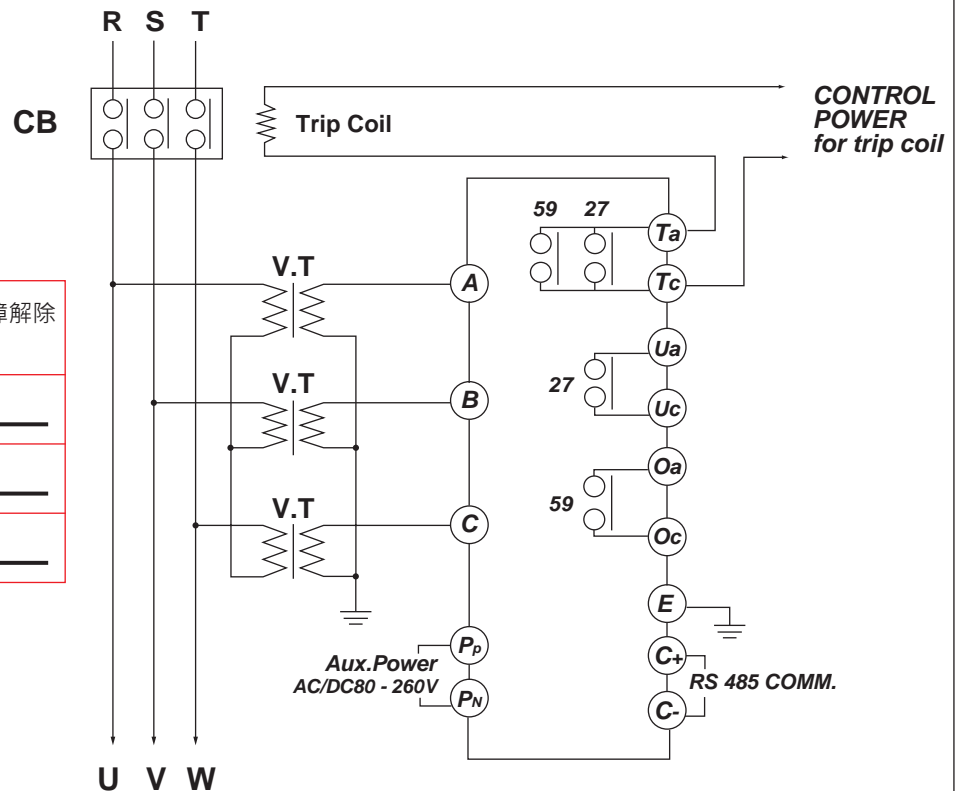 R S T
CB
Trip Coil
CONTROL
POWER
for trip coil
59 27
Ta
Tc
V.T
A
解除
Ua
27
Uc
V.T
B
Oa
59
Oc
V.T
C
E
Pp
Aux.Power
AC/DC80 - 260V
PN
C+
RS 485 COMM.
C-
U V W